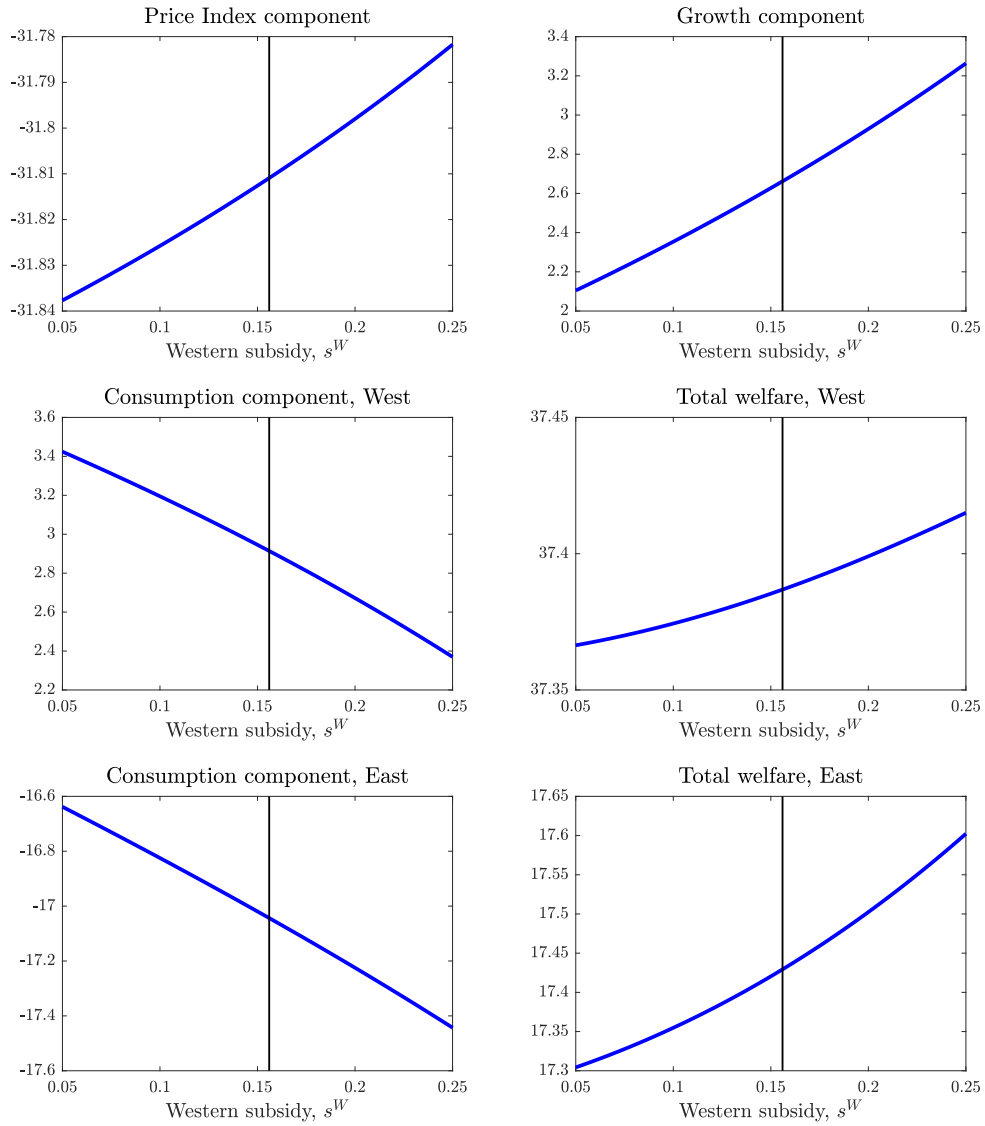 Price Index component
-31.78
-31.79
-31.8
-31.81
-31.82
-31.83
-31.84
0.05 0.1 0.15 0.2 0.25
Western subsidy, s^W
Growth component
3.4
3.2
3
2.8
2.6
2.4
2.2
2
0.05 0.1 0.15 0.2 0.25
Western subsidy, s^W
Consumption component, West
3.6
3.4
3.2
3
2.8
2.6
2.4
2.2
0.05 0.1 0.15 0.2 0.25
Western subsidy, s^W
Total welfare, West
37.45
37.4
37.35
0.05 0.1 0.15 0.2 0.25
Western subsidy, s^W
Consumption component, East
-16.6
-16.8
-17
-17.2
-17.4
-17.6
0.05 0.1 0.15 0.2 0.25
Western subsidy, s^W
Total welfare, East
17.65
17.6
17.55
17.5
17.45
17.4
17.35
17.3
0.05 0.1 0.15 0.2 0.25
Western subsidy, s^W